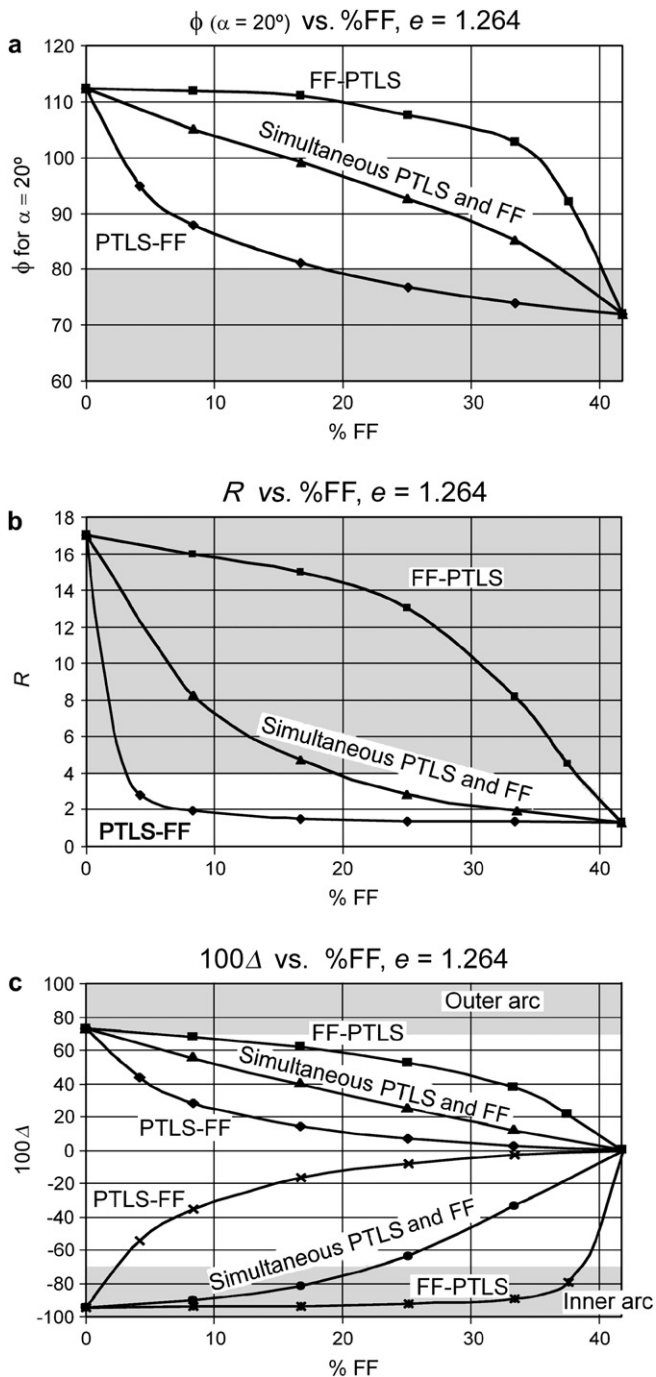 ϕ (α = 20º) vs. %FF, e = 1.264
a
120
110
100
90
80
70
60
ϕ for α = 20º
FF-PTLS
Simultaneous PTLS and FF
PTLS-FF
0 10 20 30 40
% FF
R vs. %FF, e = 1.264
b
18
16
14
12
10
8
6
4
2
0
R
FF-PTLS
Simultaneous PTLS and FF
PTLS-FF
0 10 20 30 40
% FF
100Δ vs. %FF, e = 1.264
c
100
80
60
40
20
0
-20
-40
-60
-80
-100
100Δ
Outer arc
FF-PTLS
Simultaneous PTLS and FF
PTLS-FF
PTLS-FF
Simultaneous PTLS and FF
FF-PTLS
Inner arc
0 10 20 30 40
% FF